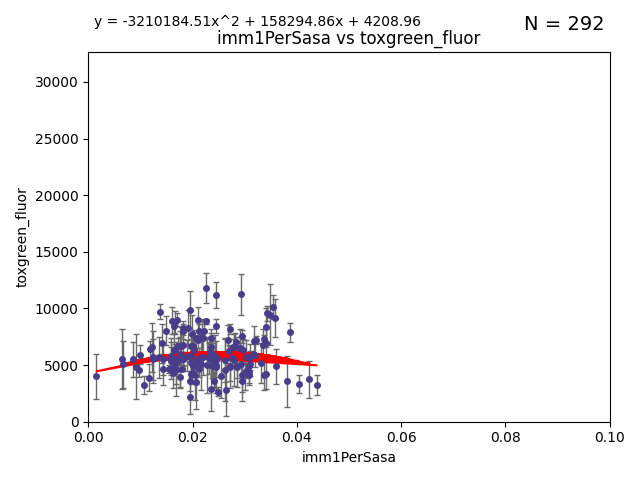 y = -3210184.51x^2 + 158294.86x + 4208.96
N = 292
imm1PerSasa vs toxgreen_fluor
30000
25000
20000
15000
10000
5000
0
toxgreen_fluor
0.00 0.02 0.04 0.06 0.08 0.10
imm1PerSasa